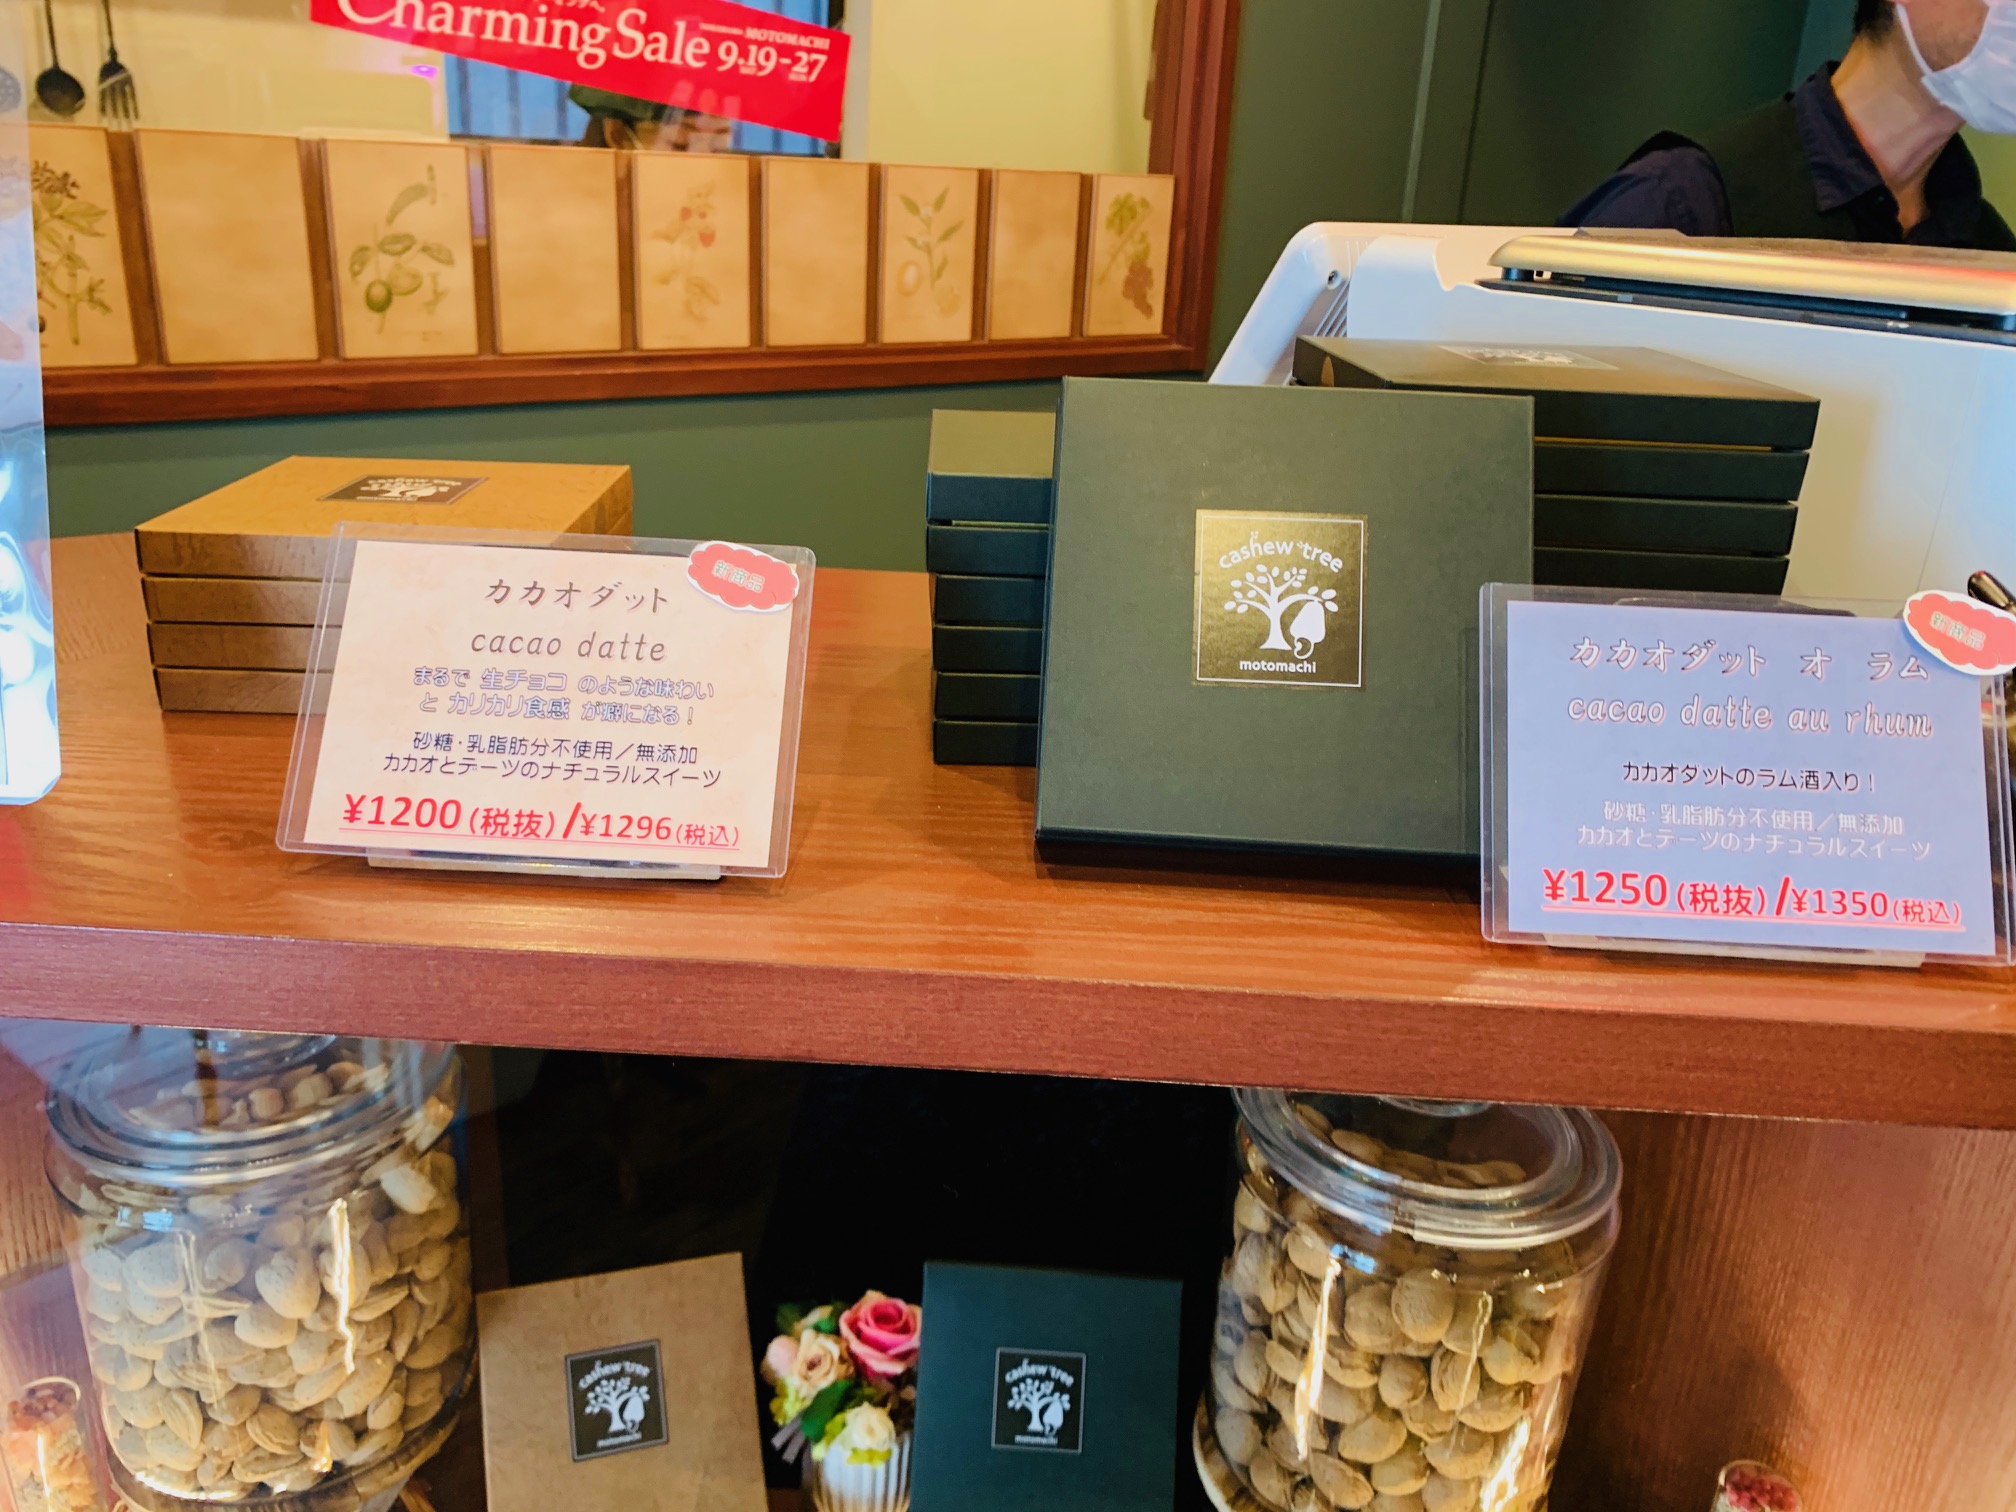 Charming Sale MOTOMACHI
9.19-27
新商品
カカオダット
cacao datte
まるで 生チョコ のような味わい
と カリカリ食感 が癖になる！
砂糖・乳脂肪分不使用／無添加
カカオとデーツのナチュラルスイーツ
¥1200(税抜)/¥1296(税込)
cashew tree
motomachi
新商品
カカオダット オ ラム
cacao datte au rhum
カカオダットのラム酒入り！
砂糖・乳脂肪分不使用／無添加
カカオとデーツのナチュラルスイーツ
¥1250(税抜)/¥1350(税込)
cashew tree
motomachi
cashew tree
motomachi